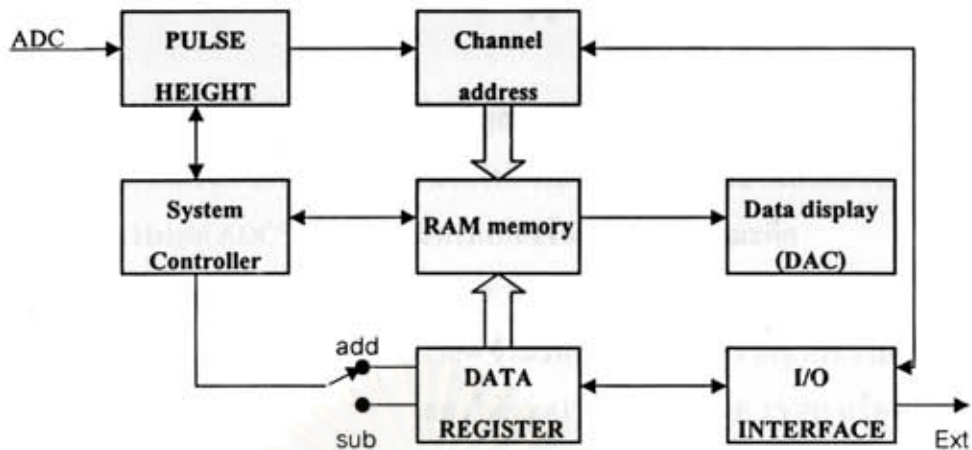 ADC
PULSE
HEIGHT
Channel
address
System
Controller
RAM memory
Data display
(DAC)
add
sub
DATA
REGISTER
I/O
INTERFACE
Ext